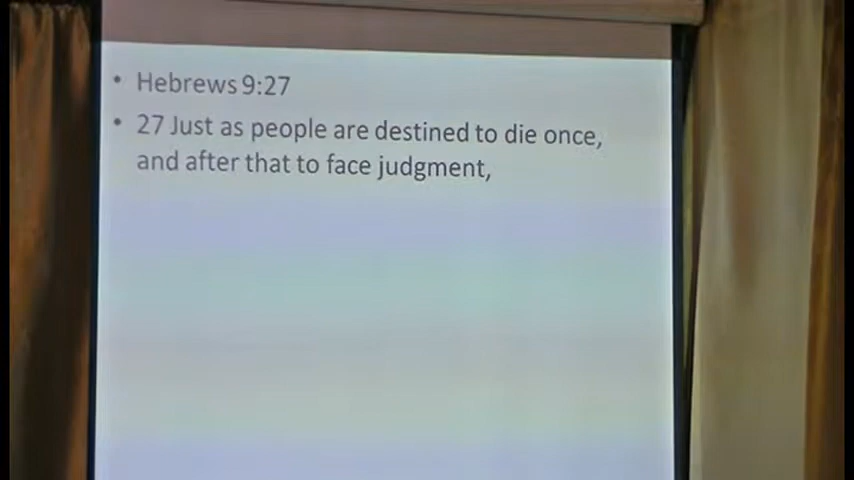 • Hebrews 9:27
• 27 Just as people are destined to die once,
and after that to face judgment,